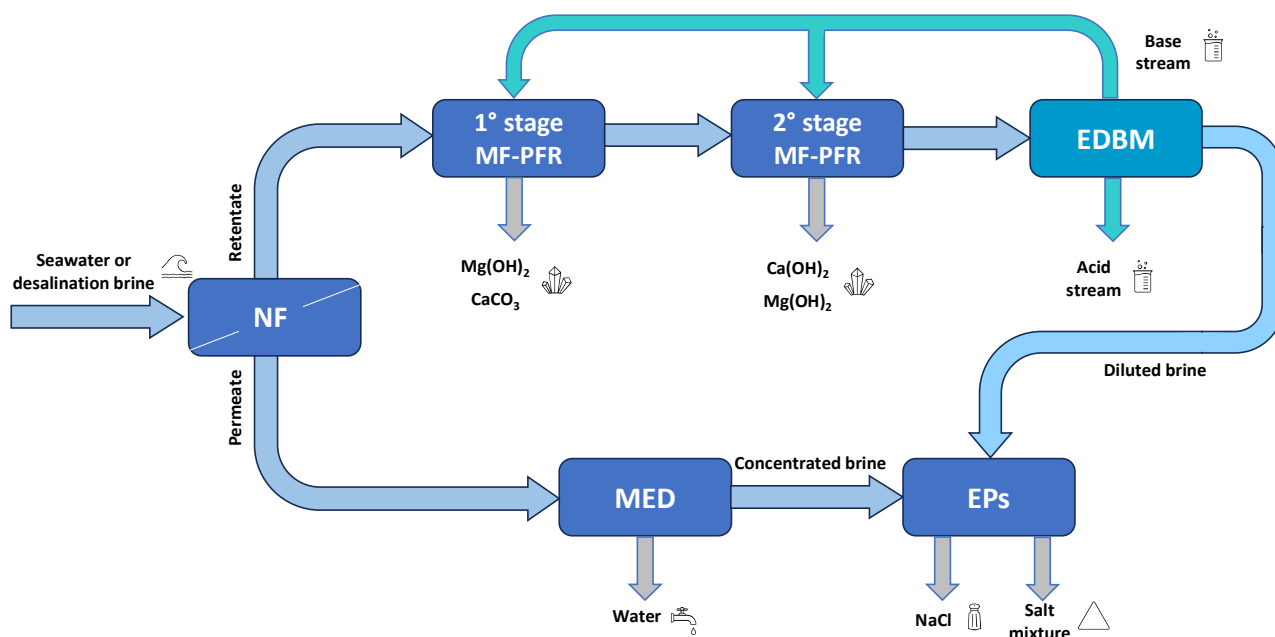 Base
stream
1° stage
MF-PFR
2° stage
MF-PFR
EDBM
Retentate
Seawater or
desalination brine
Mg(OH)₂
CaCO₃
Ca(OH)₂
Mg(OH)₂
Acid
stream
NF
Diluted brine
Permeate
Concentrated brine
MED
EPs
Water
NaCl
Salt
mixture